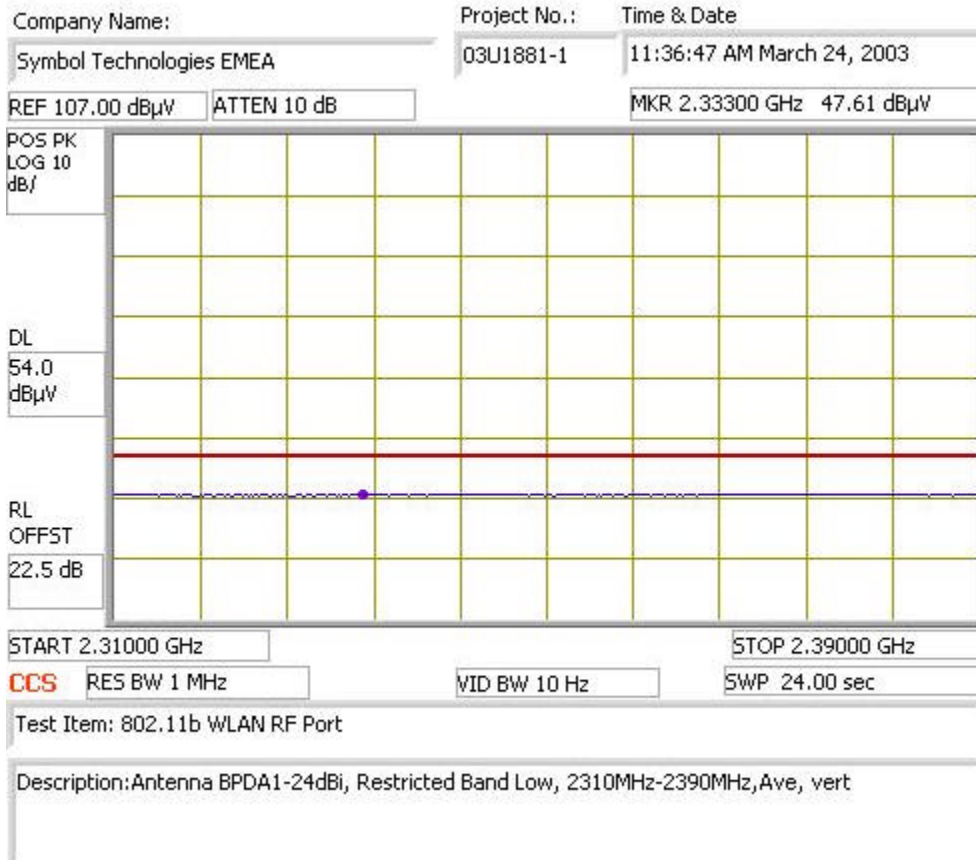 Company Name:
Project No.:
Time & Date
Symbol Technologies EMEA
03U1881-1
11:36:47 AM March 24, 2003
REF 107.00 dBµV
ATTEN 10 dB
MKR 2.33300 GHz 47.61 dBµV
POS PK
LOG 10
dB/
DL
54.0
dBµV
RL
OFFST
22.5 dB
START 2.31000 GHz
STOP 2.39000 GHz
CCS
RES BW 1 MHz
VID BW 10 Hz
SWP 24.00 sec
Test Item: 802.11b WLAN RF Port
Description:Antenna BPDA1-24dBi, Restricted Band Low, 2310MHz-2390MHz,Ave, vert